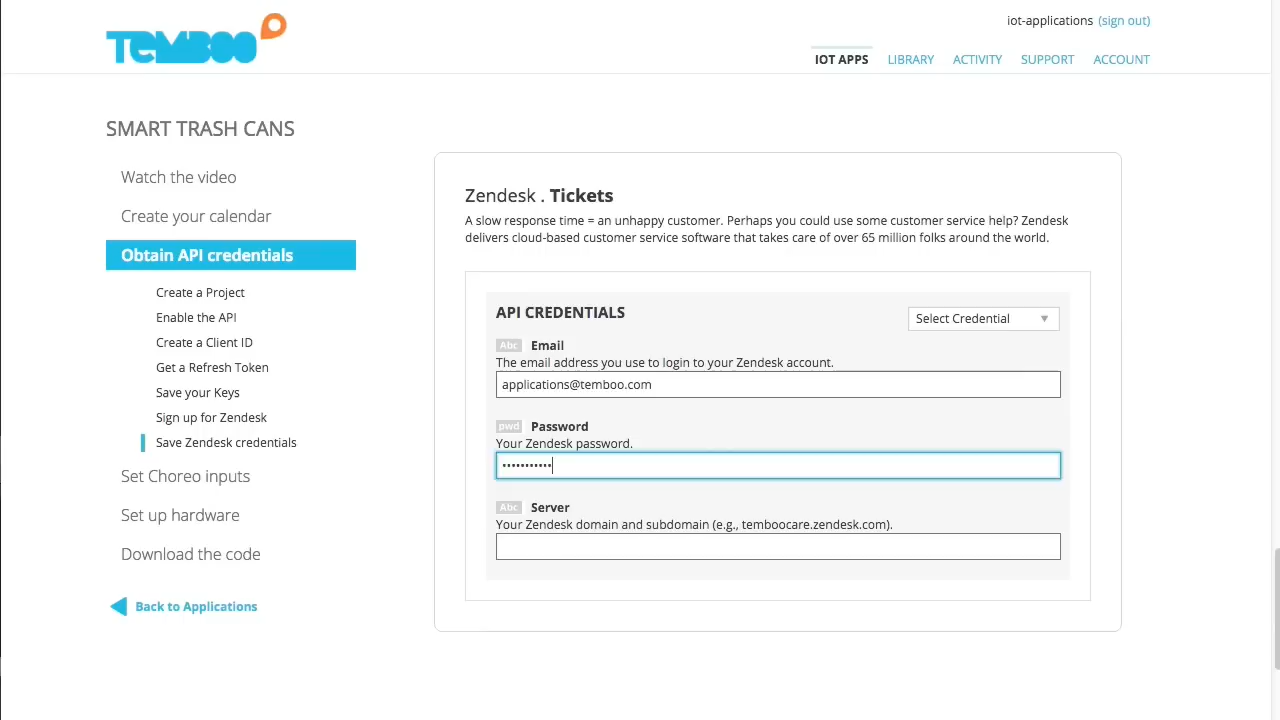 TEMBOO
iot-applications (sign out)
IOT APPS LIBRARY ACTIVITY SUPPORT ACCOUNT
SMART TRASH CANS
Watch the video
Create your calendar
Obtain API credentials
Create a Project
Enable the API
Create a Client ID
Get a Refresh Token
Save your Keys
Sign up for Zendesk
Save Zendesk credentials
Set Choreo inputs
Set up hardware
Download the code
Back to Applications
Zendesk . Tickets
A slow response time = an unhappy customer. Perhaps you could use some customer service help? Zendesk
delivers cloud-based customer service software that takes care of over 65 million folks around the world.
API CREDENTIALS
Select Credential
Abc Email
The email address you use to login to your Zendesk account.
applications@temboo.com
pwd Password
Your Zendesk password.
•••••••••••
Abc Server
Your Zendesk domain and subdomain (e.g., temboocare.zendesk.com).